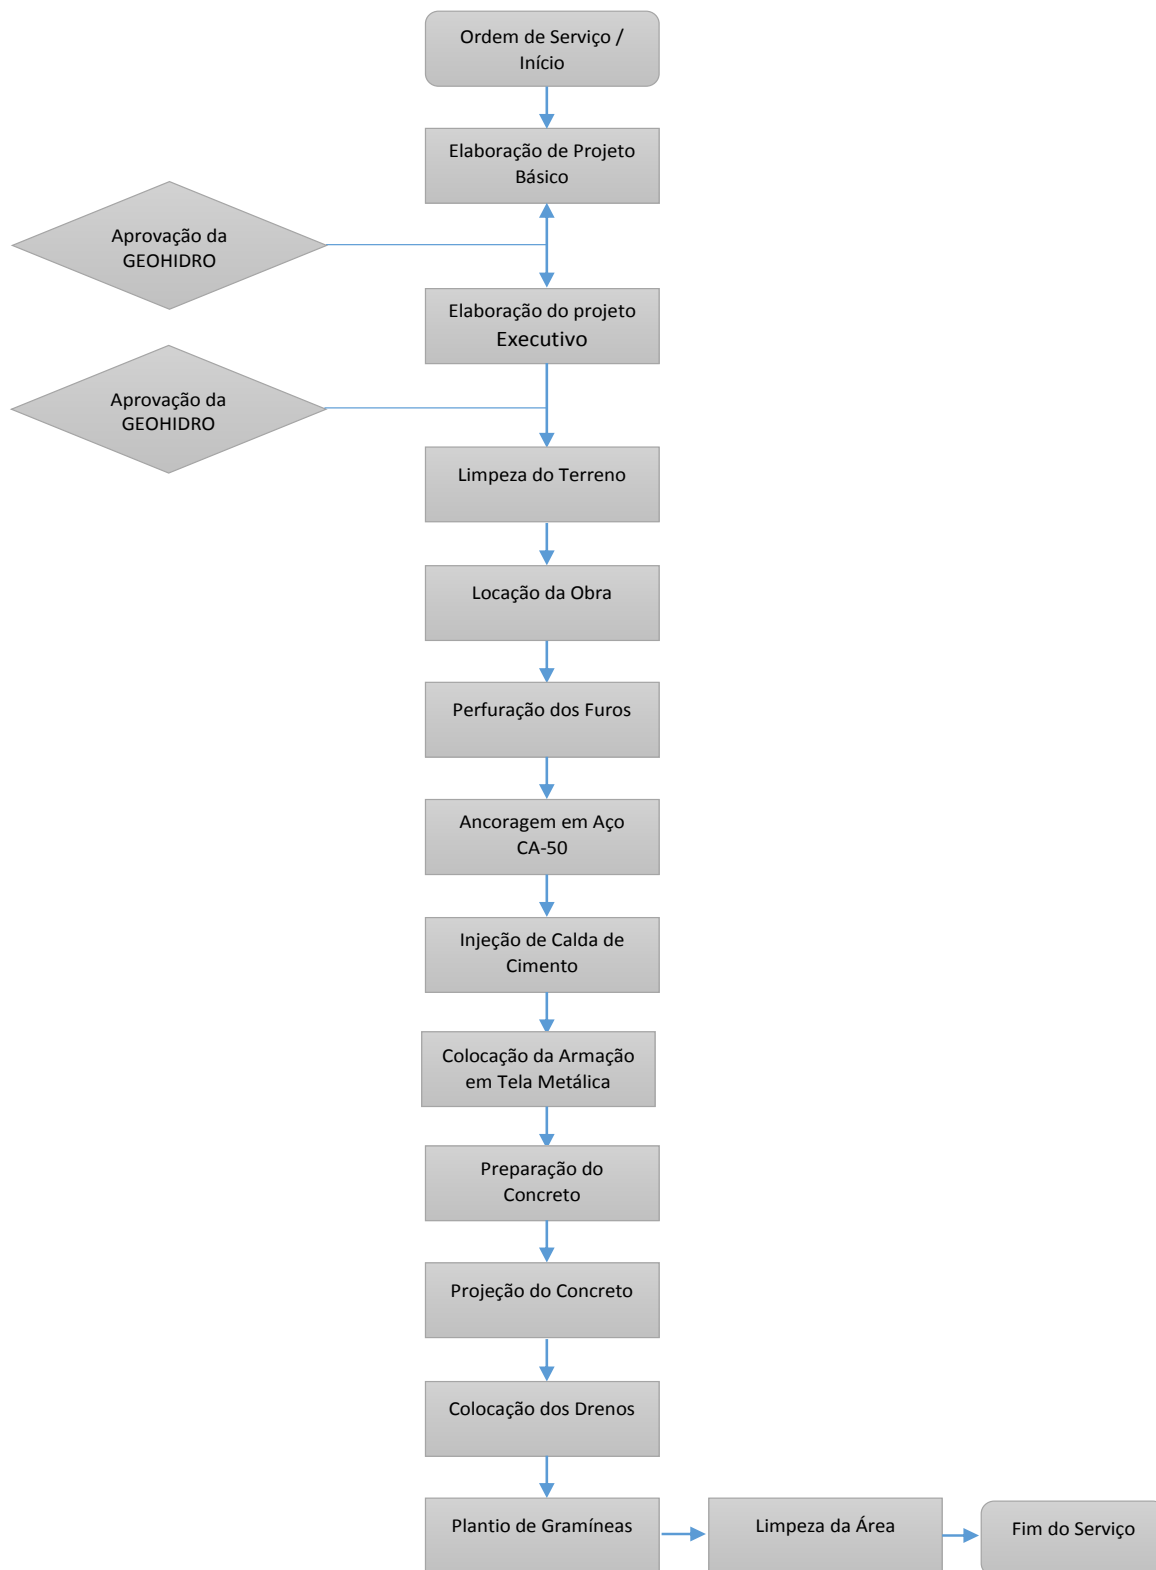 Ordem de Serviço /
Início
Elaboração de Projeto
Básico
Aprovação da
GEOHIDRO
Elaboração do projeto
Executivo
Aprovação da
GEOHIDRO
Limpeza do Terreno
Locação da Obra
Perfuração dos Furos
Ancoragem em Aço
CA-50
Injeção de Calda de
Cimento
Colocação da Armação
em Tela Metálica
Preparação do
Concreto
Projeção do Concreto
Colocação dos Drenos
Plantio de Gramíneas
Limpeza da Área
Fim do Serviço